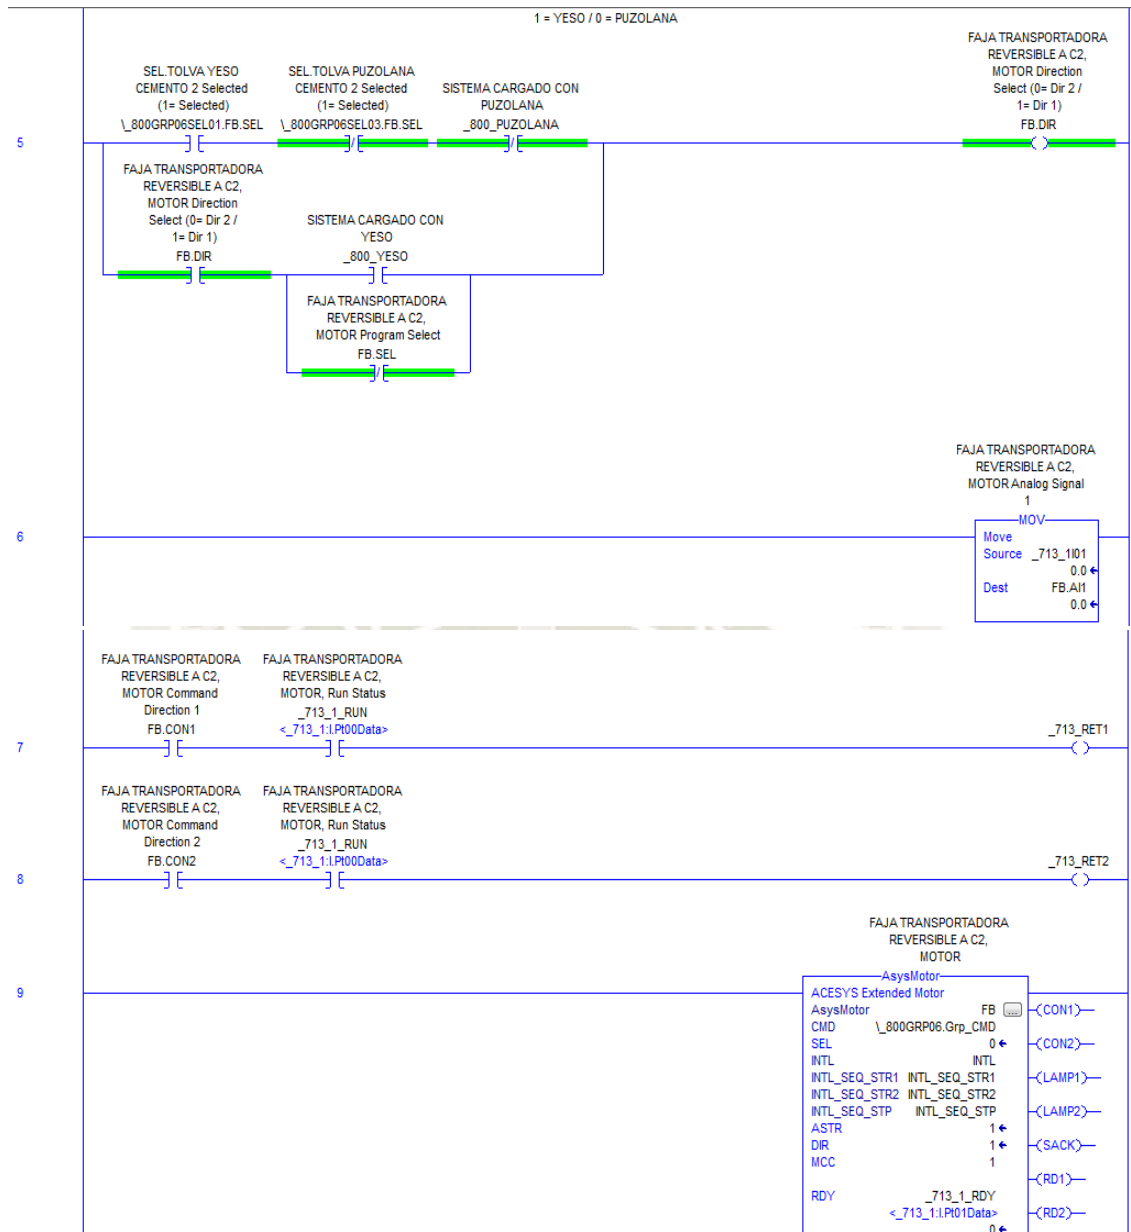 1 = YESO / 0 = PUZOLANA
FAJA TRANSPORTADORA
REVERSIBLE A C2,
MOTOR Direction
Select (0= Dir 2 /
1= Dir 1)
FB.DIR
SEL.TOLVA YESO
CEMENTO 2 Selected
(1= Selected)
\_800GRP06SEL01.FB.SEL
SEL.TOLVA PUZOLANA
CEMENTO 2 Selected
(1= Selected)
\_800GRP06SEL03.FB.SEL
SISTEMA CARGADO CON
PUZOLANA
_800_PUZOLANA
5
FAJA TRANSPORTADORA
REVERSIBLE A C2,
MOTOR Direction
Select (0= Dir 2 /
1= Dir 1)
FB.DIR
SISTEMA CARGADO CON
YESO
_800_YESO
FAJA TRANSPORTADORA
REVERSIBLE A C2,
MOTOR Program Select
FB.SEL
FAJA TRANSPORTADORA
REVERSIBLE A C2,
MOTOR Analog Signal
1
6
MOV
Move
Source _713_1I01
0.0
Dest FB.AI1
0.0
FAJA TRANSPORTADORA
REVERSIBLE A C2,
MOTOR Command
Direction 1
FB.CON1
FAJA TRANSPORTADORA
REVERSIBLE A C2,
MOTOR, Run Status
_713_1_RUN
<_713_1:I.Pt00Data>
_713_RET1
7
FAJA TRANSPORTADORA
REVERSIBLE A C2,
MOTOR Command
Direction 2
FB.CON2
FAJA TRANSPORTADORA
REVERSIBLE A C2,
MOTOR, Run Status
_713_1_RUN
<_713_1:I.Pt00Data>
_713_RET2
8
FAJA TRANSPORTADORA
REVERSIBLE A C2,
MOTOR
9
AsysMotor
ACESYS Extended Motor
AsysMotor FB ... CON1
CMD \_800GRP06.Grp_CMD
SEL 0 CON2
INTL INTL
INTL_SEQ_STR1 INTL_SEQ_STR1 LAMP1
INTL_SEQ_STR2 INTL_SEQ_STR2
INTL_SEQ_STP INTL_SEQ_STP LAMP2
ASTR 1
DIR 1 SACK
MCC 1
RD1
RDY _713_1_RDY
<_713_1:I.Pt01Data> RD2
0